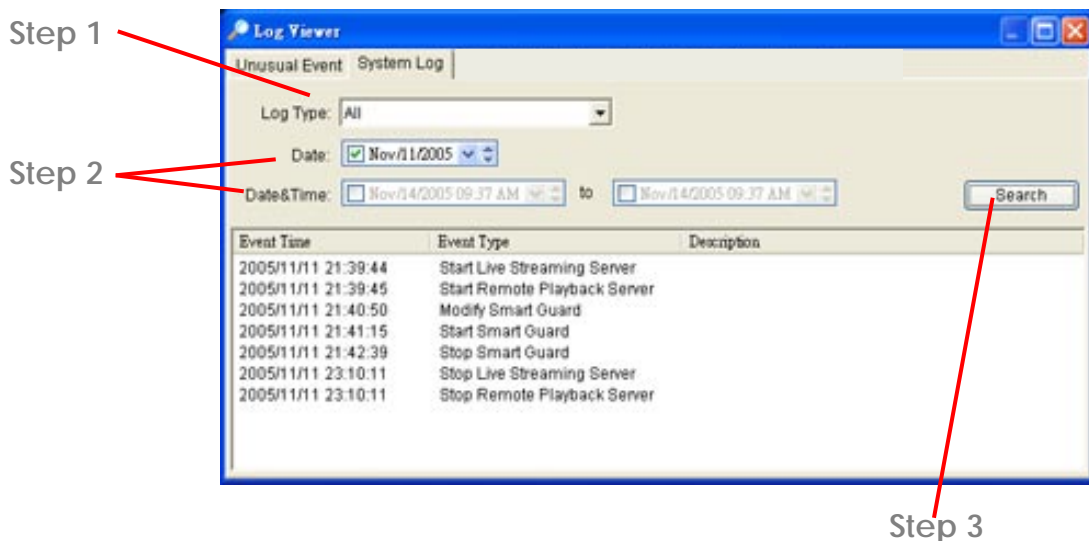 Step 1
Log Viewer
Unusual Event System Log
Log Type: All
Date: Nov/11/2005
Step 2
Date&Time: Nov/14/2005 09:37 AM to Nov/14/2005 09:37 AM Search
Event Time Event Type Description
2005/11/11 21:39:44 Start Live Streaming Server
2005/11/11 21:39:45 Start Remote Playback Server
2005/11/11 21:40:50 Modify Smart Guard
2005/11/11 21:41:15 Start Smart Guard
2005/11/11 21:42:39 Stop Smart Guard
2005/11/11 23:10:11 Stop Live Streaming Server
2005/11/11 23:10:11 Stop Remote Playback Server
Step 3